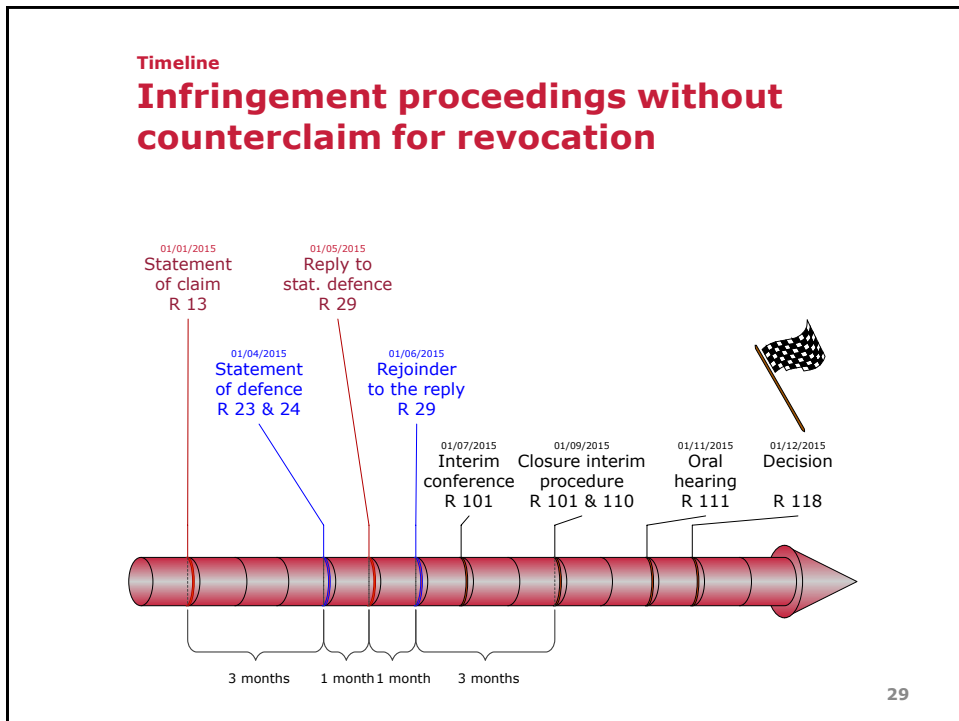 Timeline
Infringement proceedings without
counterclaim for revocation
01/01/2015
Statement
of claim
R 13
01/05/2015
Reply to
stat. defence
R 29
01/04/2015
Statement
of defence
R 23 & 24
01/06/2015
Rejoinder
to the reply
R 29
01/07/2015
Interim
conference
R 101
01/09/2015
Closure interim
procedure
R 101 & 110
01/11/2015
Oral
hearing
R 111
01/12/2015
Decision
R 118
3 months
1 month
1 month
3 months
29